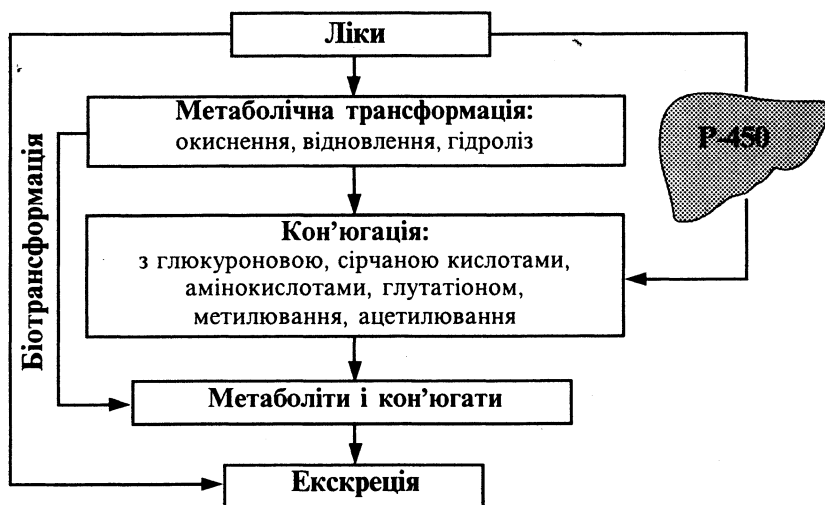 Ліки
Метаболічна трансформація:
окиснення, відновлення, гідроліз
Р-450
Біотрансформація
Кон’югація:
з глюкуроновою, сірчаною кислотами,
амінокислотами, глутатіоном,
метилювання, ацетилювання
Метаболіти і кон’югати
Екскреція